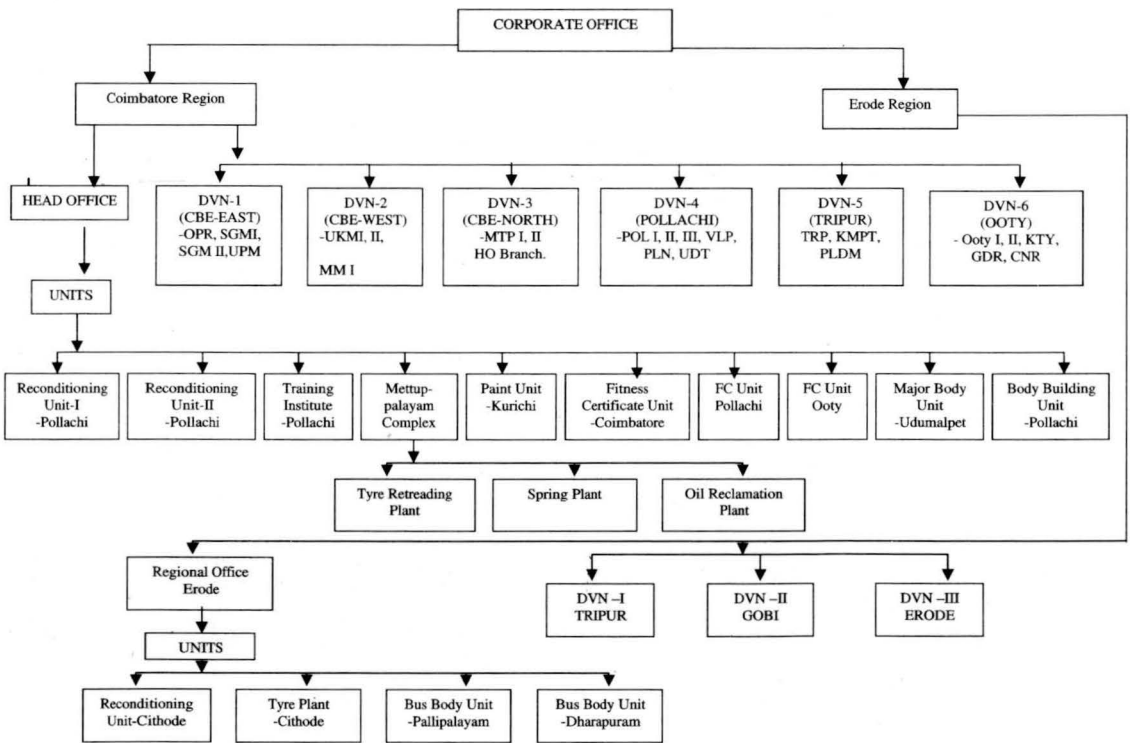 CORPORATE OFFICE
Coimbatore Region
Erode Region
HEAD OFFICE
DVN-1
(CBE-EAST)
-OPR, SGMI,
SGM II,UPM
DVN-2
(CBE-WEST)
-UKMI, II,
MM I
DVN-3
(CBE-NORTH)
-MTP I, II
HO Branch.
DVN-4
(POLLACHI)
-POL I, II, III, VLP,
PLN, UDT
DVN-5
(TRIPUR)
TRP, KMPT,
PLDM
DVN-6
(OOTY)
- Ooty I, II, KTY,
GDR, CNR
UNITS
Reconditioning
Unit-I
-Pollachi
Reconditioning
Unit-II
-Pollachi
Training
Institute
-Pollachi
Mettup-
palayam
Complex
Paint Unit
-Kurichi
Fitness
Certificate Unit
-Coimbatore
FC Unit
Pollachi
FC Unit
Ooty
Major Body
Unit
-Udumalpet
Body Building
Unit
-Pollachi
Tyre Retreading
Plant
Spring Plant
Oil Reclamation
Plant
Regional Office
Erode
DVN –I
TRIPUR
DVN –II
GOBI
DVN –III
ERODE
UNITS
Reconditioning
Unit-Cithode
Tyre Plant
-Cithode
Bus Body Unit
-Pallipalayam
Bus Body Unit
-Dharapuram